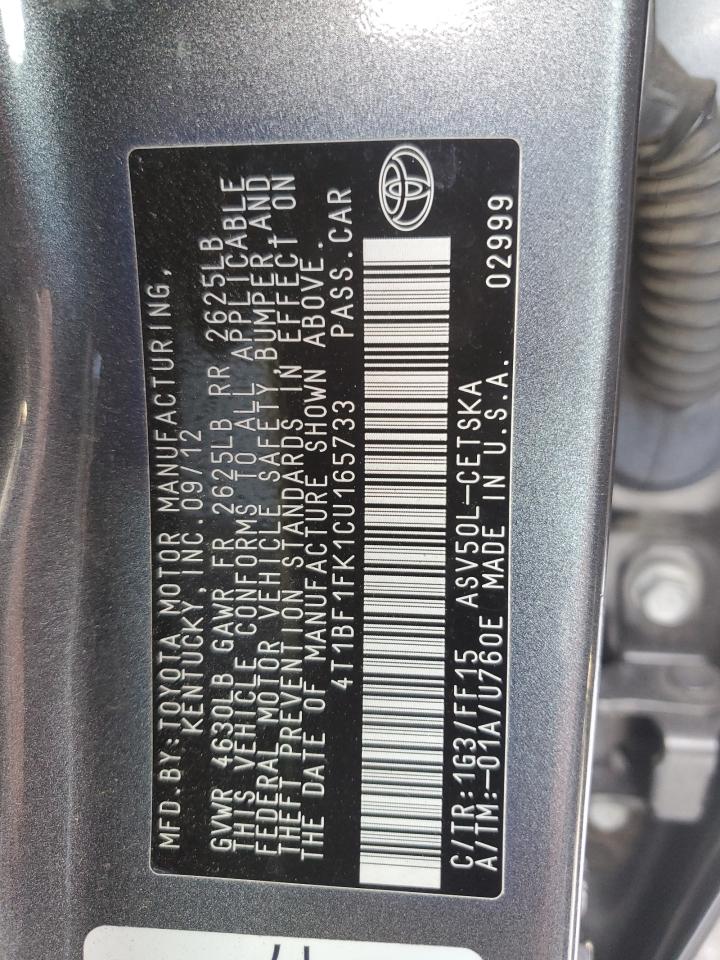 MFD.BY:TOYOTA MOTOR MANUFACTURING,
KENTUCKY, INC.09/12
GVWR 4630LB GAWR FR 2625LB RR 2625LB
THIS VEHICLE CONFORMS TO ALL APPLICABLE
FEDERAL MOTOR VEHICLE SAFETY,BUMPER,AND
THEFT PREVENTION STANDARDS IN EFFECT ON
THE DATE OF MANUFACTURE SHOWN ABOVE.
4T1BF1FK1CU165733 PASS.CAR
C/TR:1G3/FF15 ASV50L-CETSKA 02999
A/TM:-01A/U760E MADE IN U.S.A.